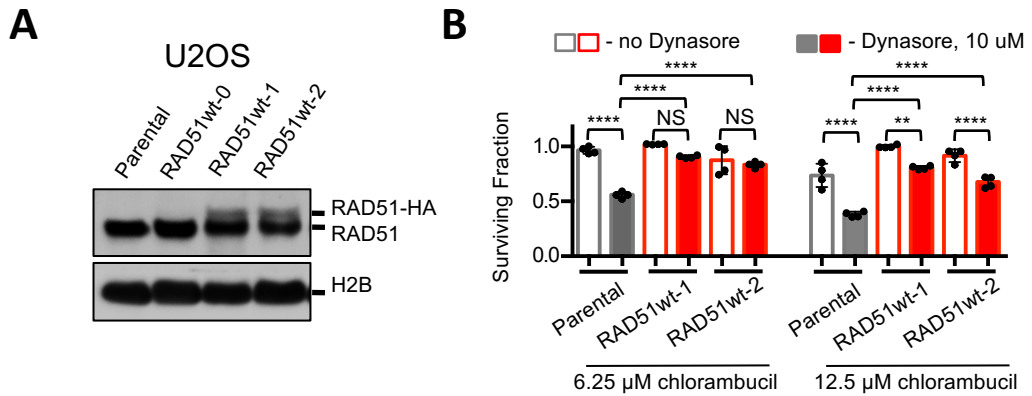 A
U2OS
Parental
RAD51wt-0
RAD51wt-1
RAD51wt-2
RAD51-HA
RAD51
H2B
B
- no Dynasore
- Dynasore, 10 uM
****
****
****
****
****
NS
NS
****
**
****
Surviving Fraction
1.0
0.5
0.0
Parental
RAD51wt-1
RAD51wt-2
Parental
RAD51wt-1
RAD51wt-2
6.25 µM chlorambucil
12.5 µM chlorambucil